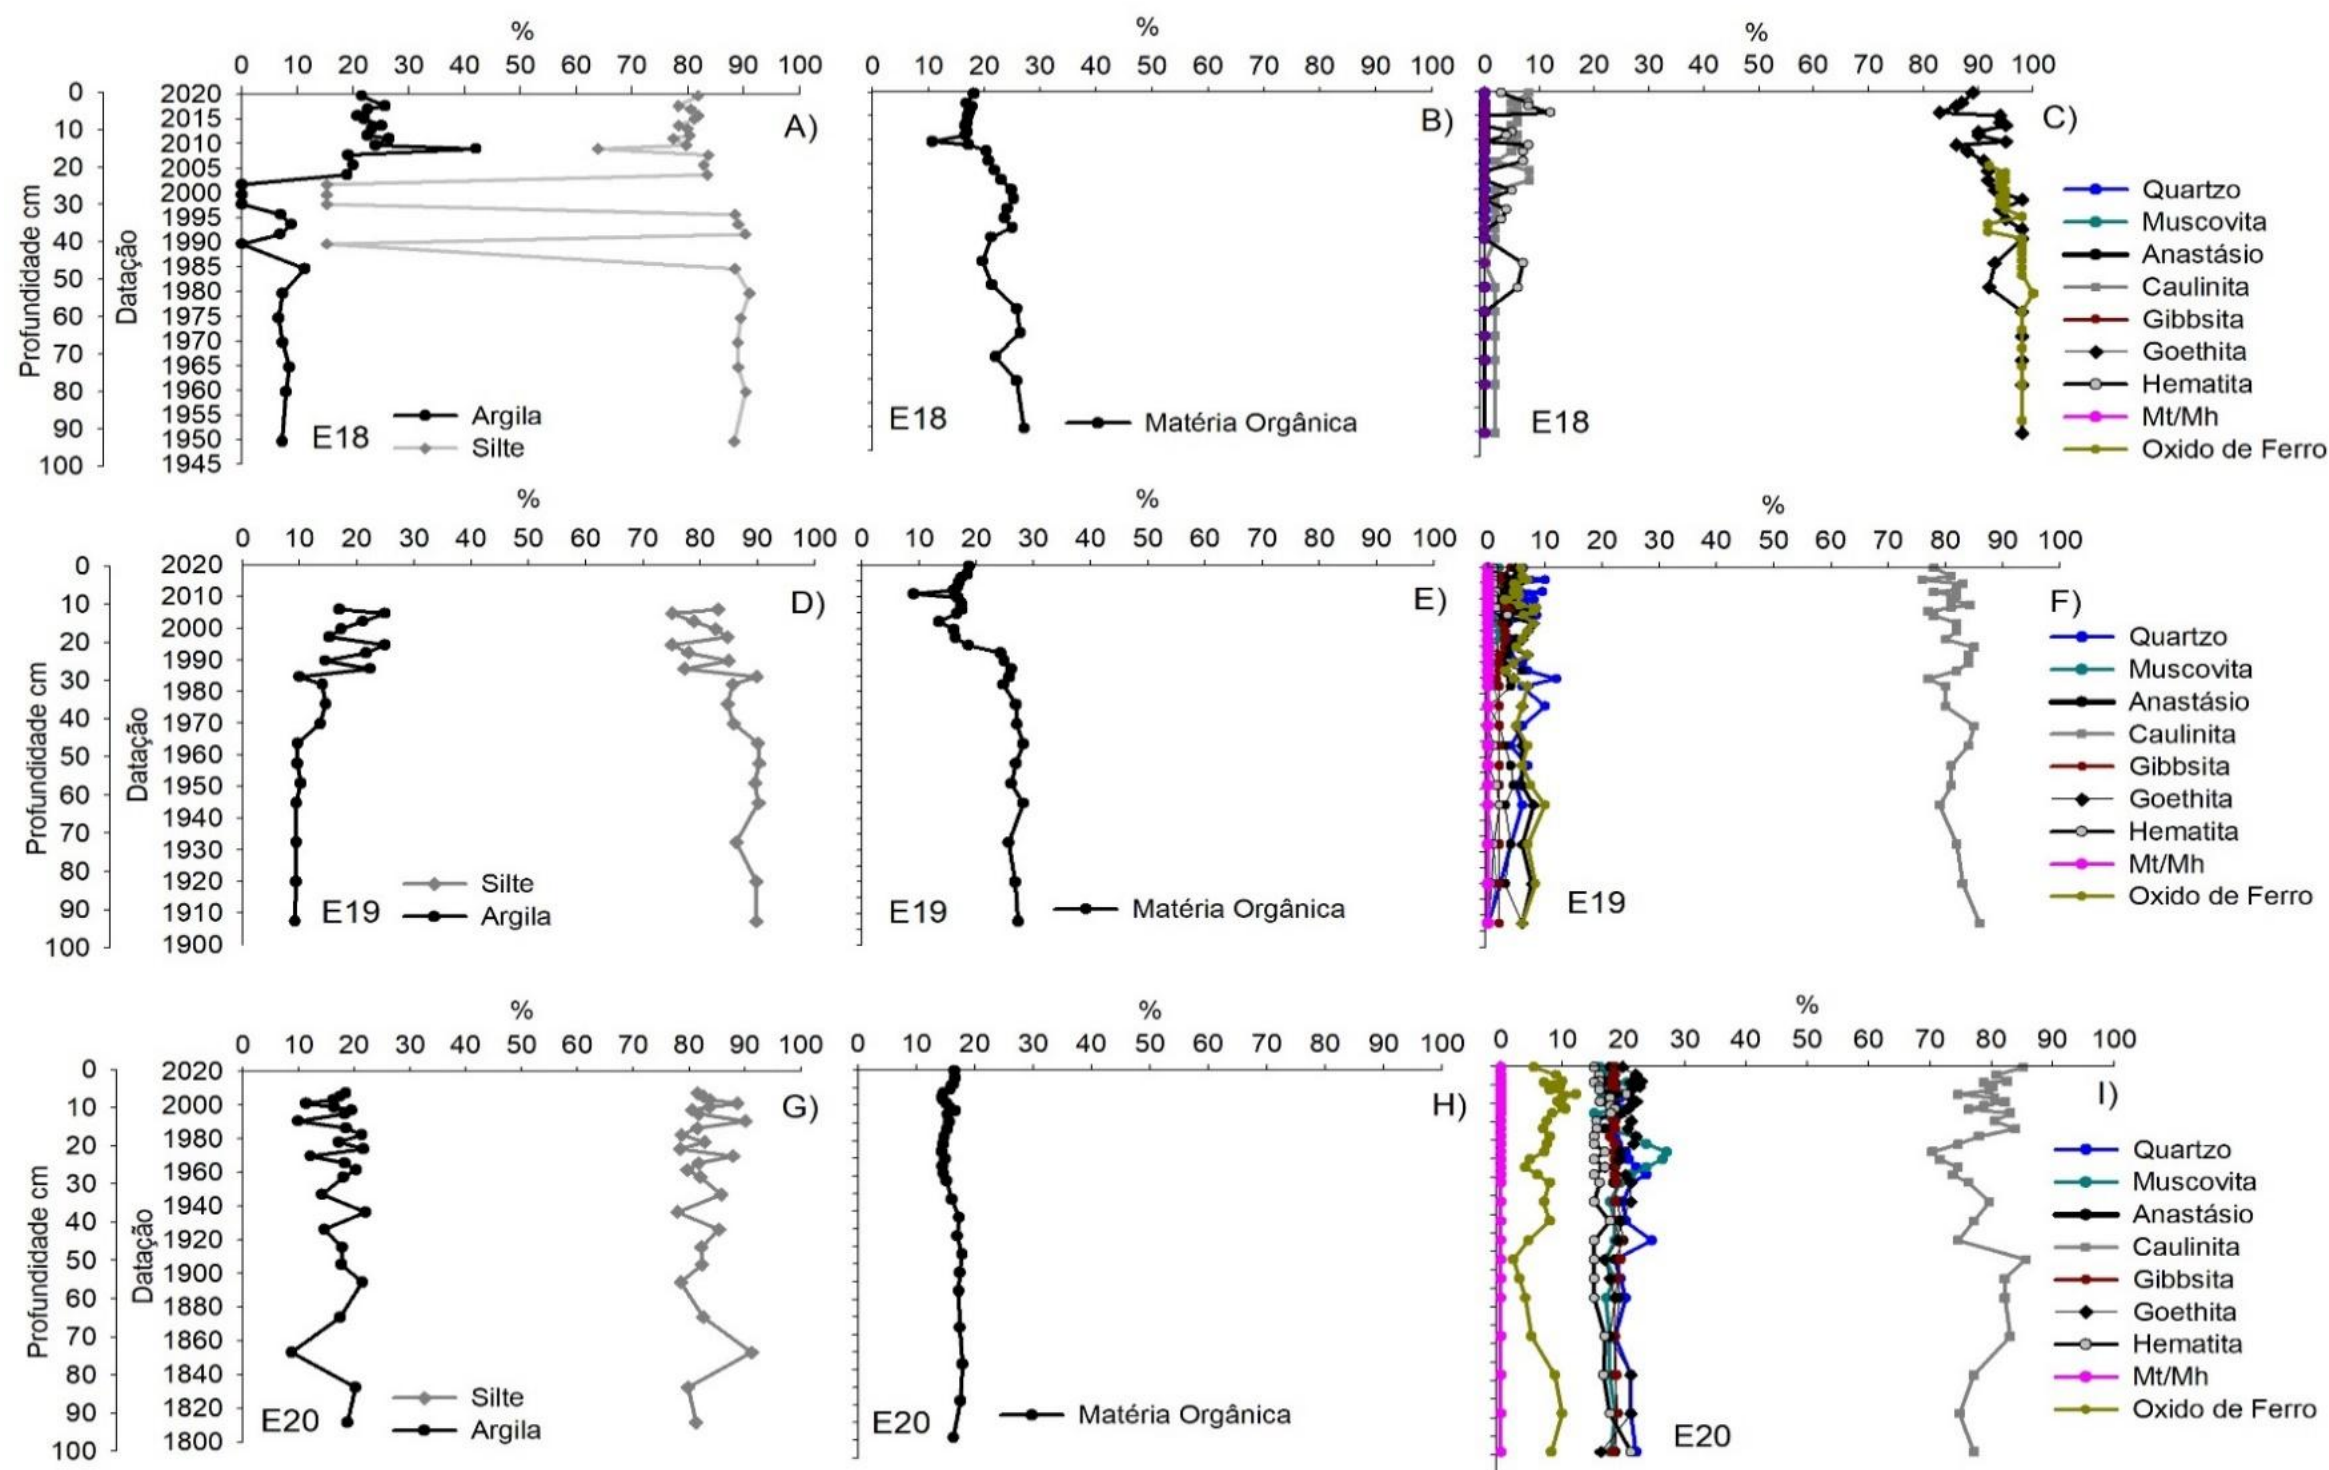 %
%
%
0 10 20 30 40 50 60 70 80 90 100
0 10 20 30 40 50 60 70 80 90 100
0 10 20 30 40 50 60 70 80 90 100
Profundidade cm
0
10
20
30
40
50
60
70
80
90
100
Datação
2020
2015
2010
2005
2000
1995
1990
1985
1980
1975
1970
1965
1960
1955
1950
1945
A)
E18
Argila
Silte
B)
E18
Matéria Orgânica
C)
E18
Quartzo
Muscovita
Anastásio
Caulinita
Gibbsita
Goethita
Hematita
Mt/Mh
Oxido de Ferro
%
%
%
0 10 20 30 40 50 60 70 80 90 100
0 10 20 30 40 50 60 70 80 90 100
0 10 20 30 40 50 60 70 80 90 100
Profundidade cm
0
10
20
30
40
50
60
70
80
90
100
Datação
2020
2010
2000
1990
1980
1970
1960
1950
1940
1930
1920
1910
1900
D)
E19
Silte
Argila
E)
E19
Matéria Orgânica
F)
E19
Quartzo
Muscovita
Anastásio
Caulinita
Gibbsita
Goethita
Hematita
Mt/Mh
Oxido de Ferro
%
%
%
0 10 20 30 40 50 60 70 80 90 100
0 10 20 30 40 50 60 70 80 90 100
0 10 20 30 40 50 60 70 80 90 100
Profundidade cm
0
10
20
30
40
50
60
70
80
90
100
Datação
2020
2000
1980
1960
1940
1920
1900
1880
1860
1840
1820
1800
G)
E20
Silte
Argila
H)
E20
Matéria Orgânica
I)
E20
Quartzo
Muscovita
Anastásio
Caulinita
Gibbsita
Goethita
Hematita
Mt/Mh
Oxido de Ferro